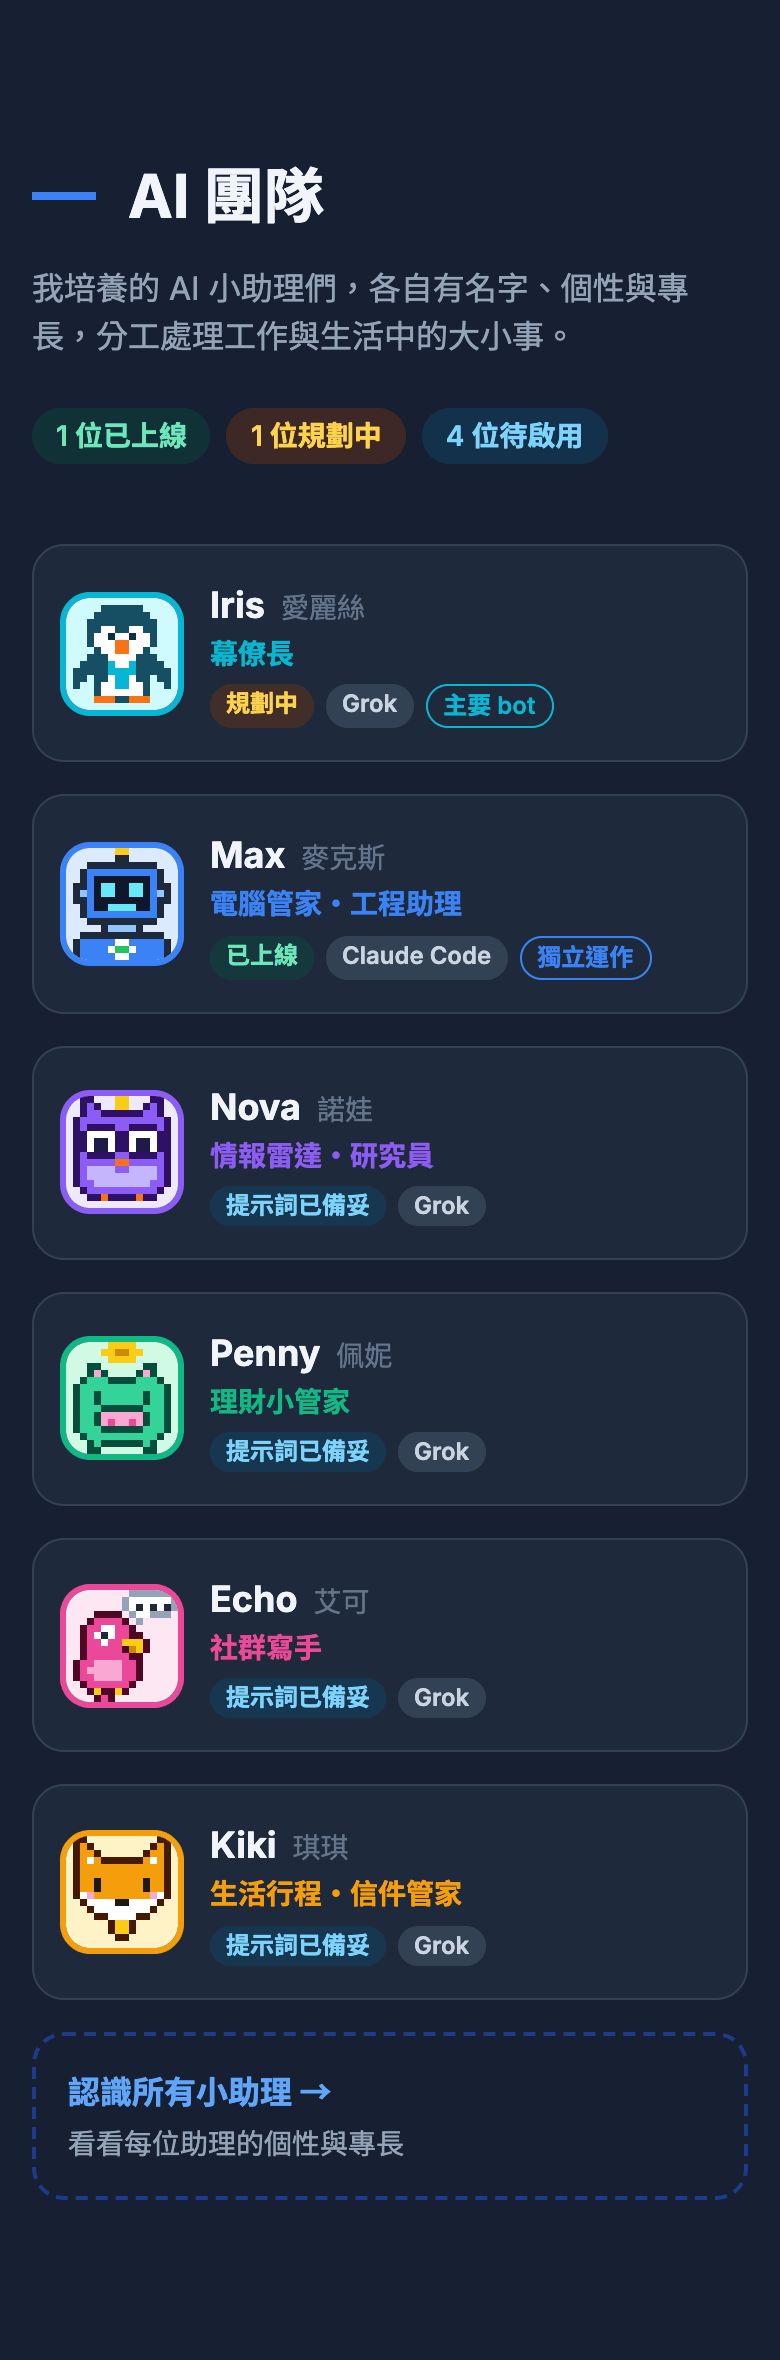 AI 團隊
我培養的 AI 小助理們，各自有名字、個性與專
長，分工處理工作與生活中的大小事。
1 位已上線 1 位規劃中 4 位待啟用
Iris 愛麗絲
幕僚長
規劃中 Grok 主要 bot
Max 麥克斯
電腦管家・工程助理
已上線 Claude Code 獨立運作
Nova 諾娃
情報雷達・研究員
提示詞已備妥 Grok
Penny 佩妮
理財小管家
提示詞已備妥 Grok
Echo 艾可
社群寫手
提示詞已備妥 Grok
Kiki 琪琪
生活行程・信件管家
提示詞已備妥 Grok
認識所有小助理 →
看看每位助理的個性與專長